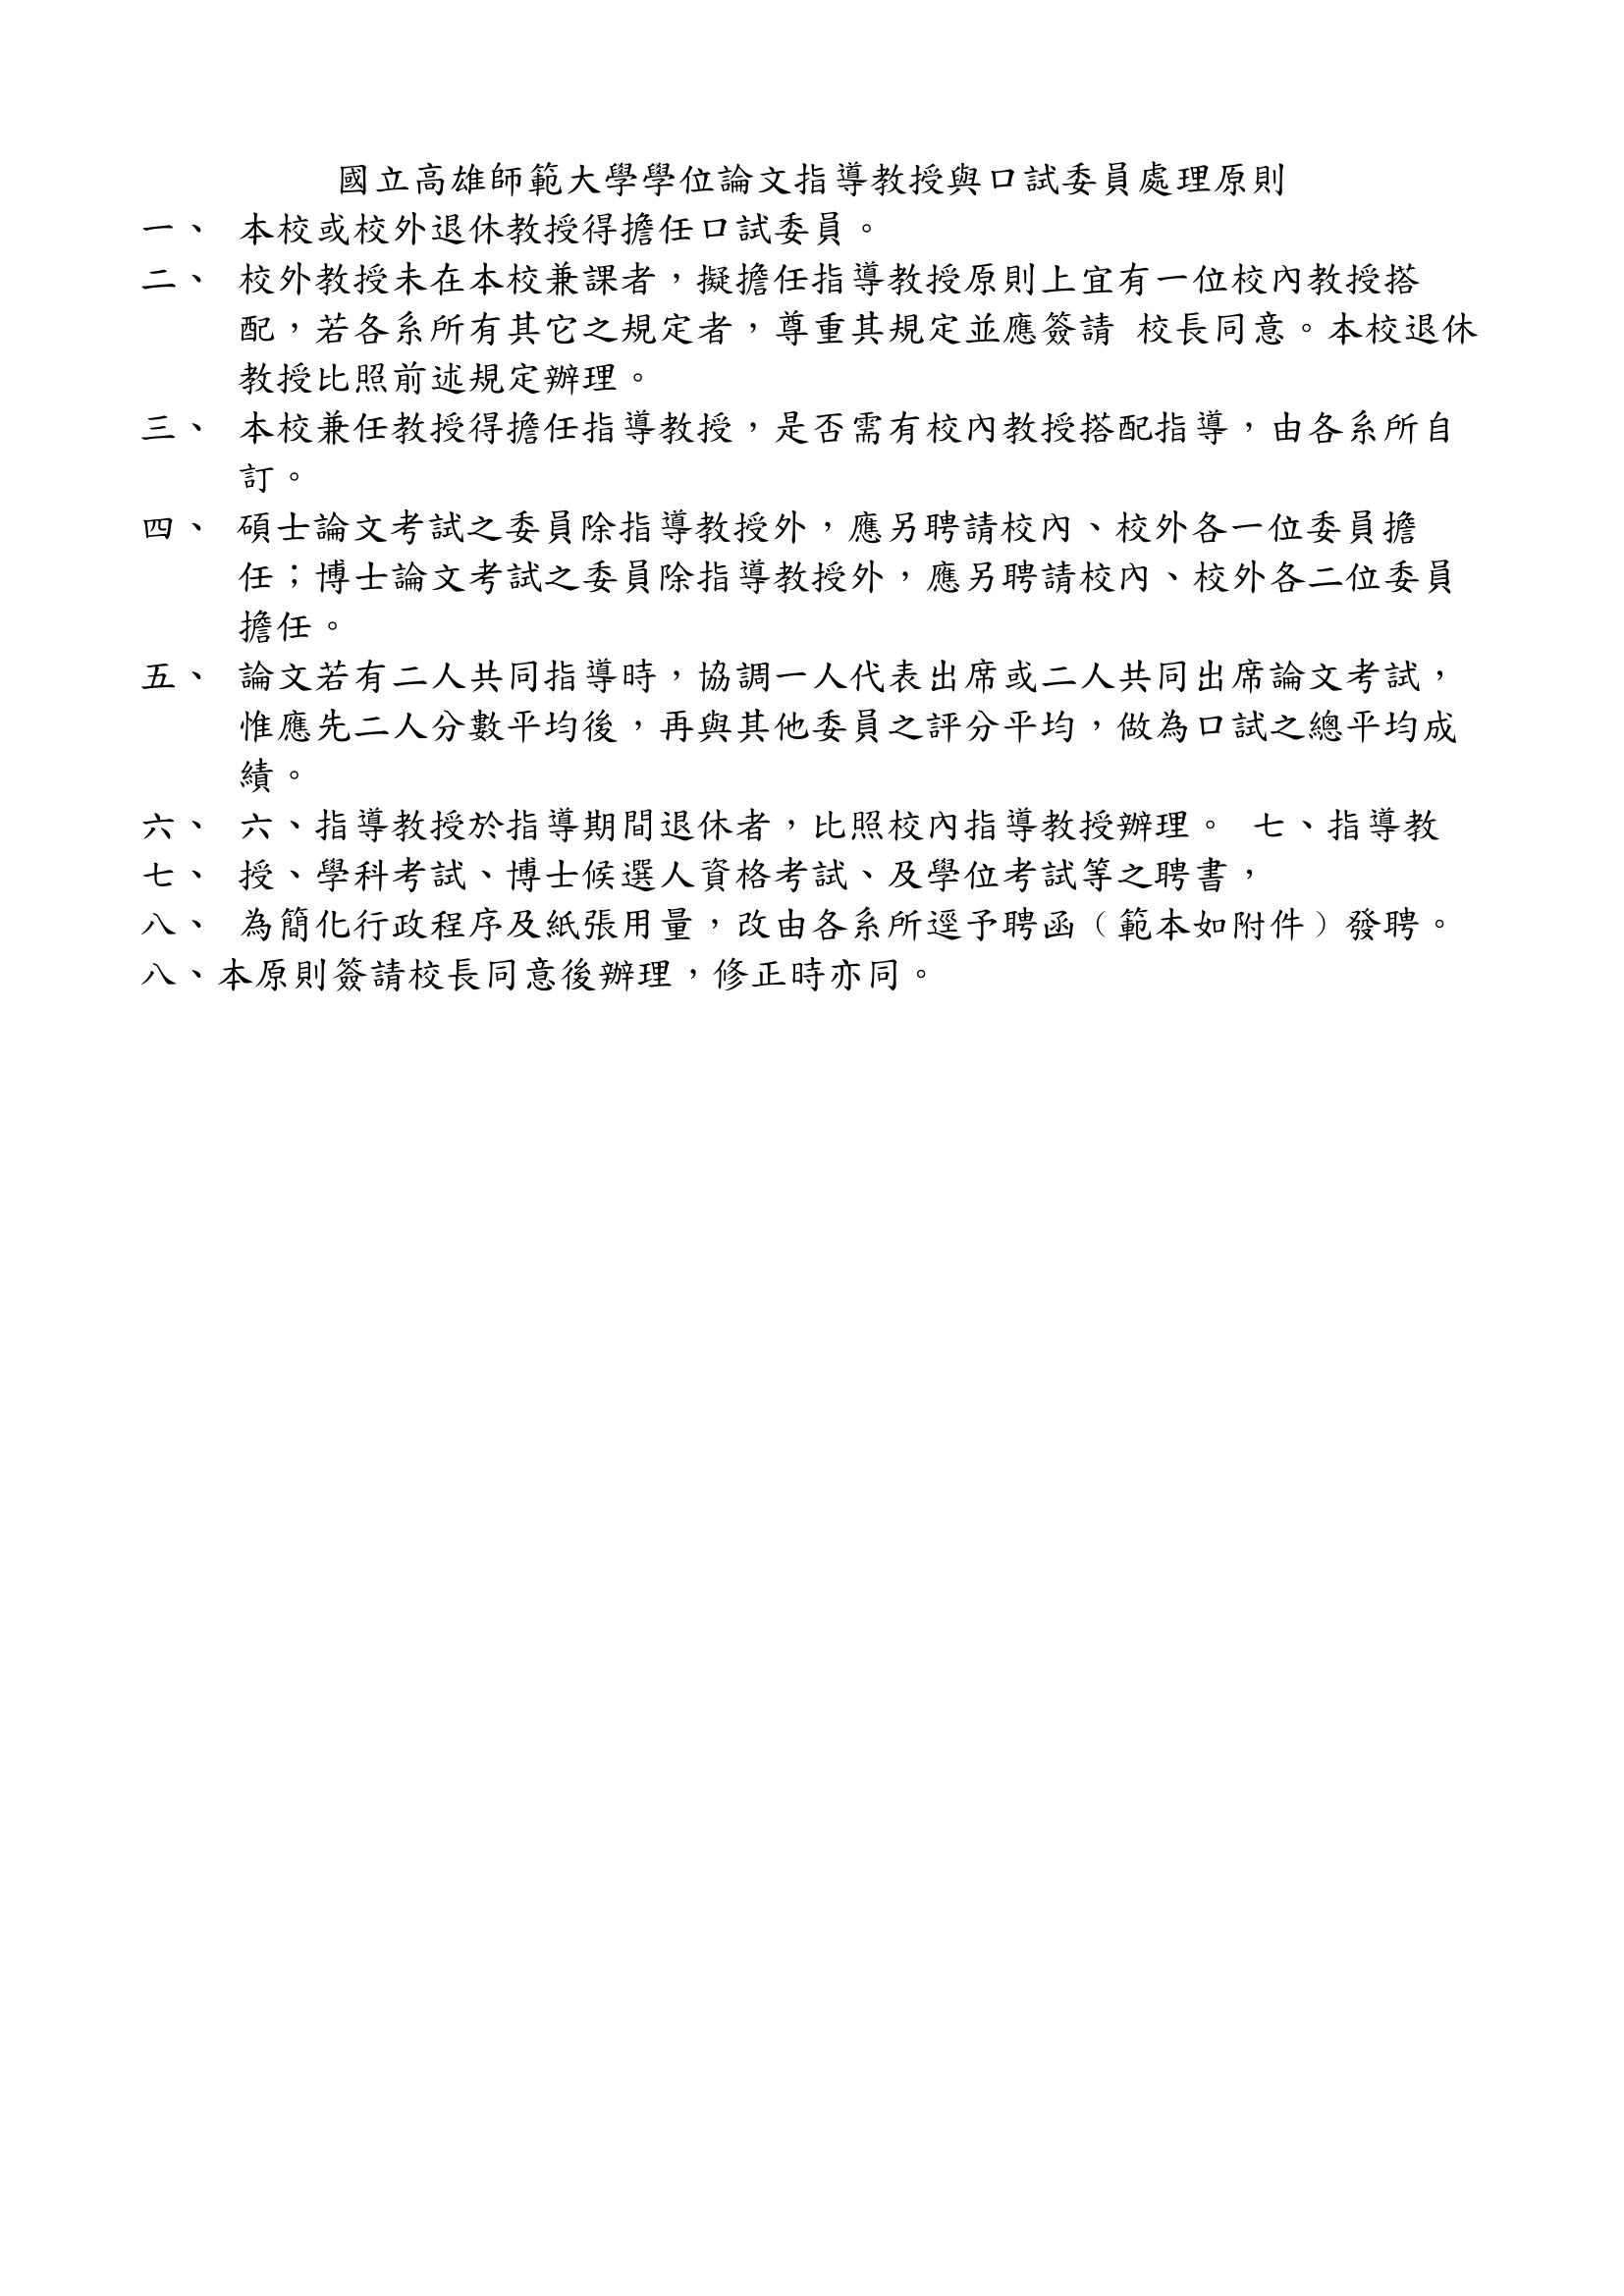 國立高雄師範大學學位論文指導教授與口試委員處理原則
一、 本校或校外退休教授得擔任口試委員。
二、 校外教授未在本校兼課者，擬擔任指導教授原則上宜有一位校內教授搭
配，若各系所有其它之規定者，尊重其規定並應簽請 校長同意。本校退休
教授比照前述規定辦理。
三、 本校兼任教授得擔任指導教授，是否需有校內教授搭配指導，由各系所自
訂。
四、 碩士論文考試之委員除指導教授外，應另聘請校內、校外各一位委員擔
任；博士論文考試之委員除指導教授外，應另聘請校內、校外各二位委員
擔任。
五、 論文若有二人共同指導時，協調一人代表出席或二人共同出席論文考試，
惟應先二人分數平均後，再與其他委員之評分平均，做為口試之總平均成
績。
六、 六、指導教授於指導期間退休者，比照校內指導教授辦理。 七、指導教
七、 授、學科考試、博士候選人資格考試、及學位考試等之聘書，
八、 為簡化行政程序及紙張用量，改由各系所逕予聘函（範本如附件）發聘。
八、本原則簽請校長同意後辦理，修正時亦同。